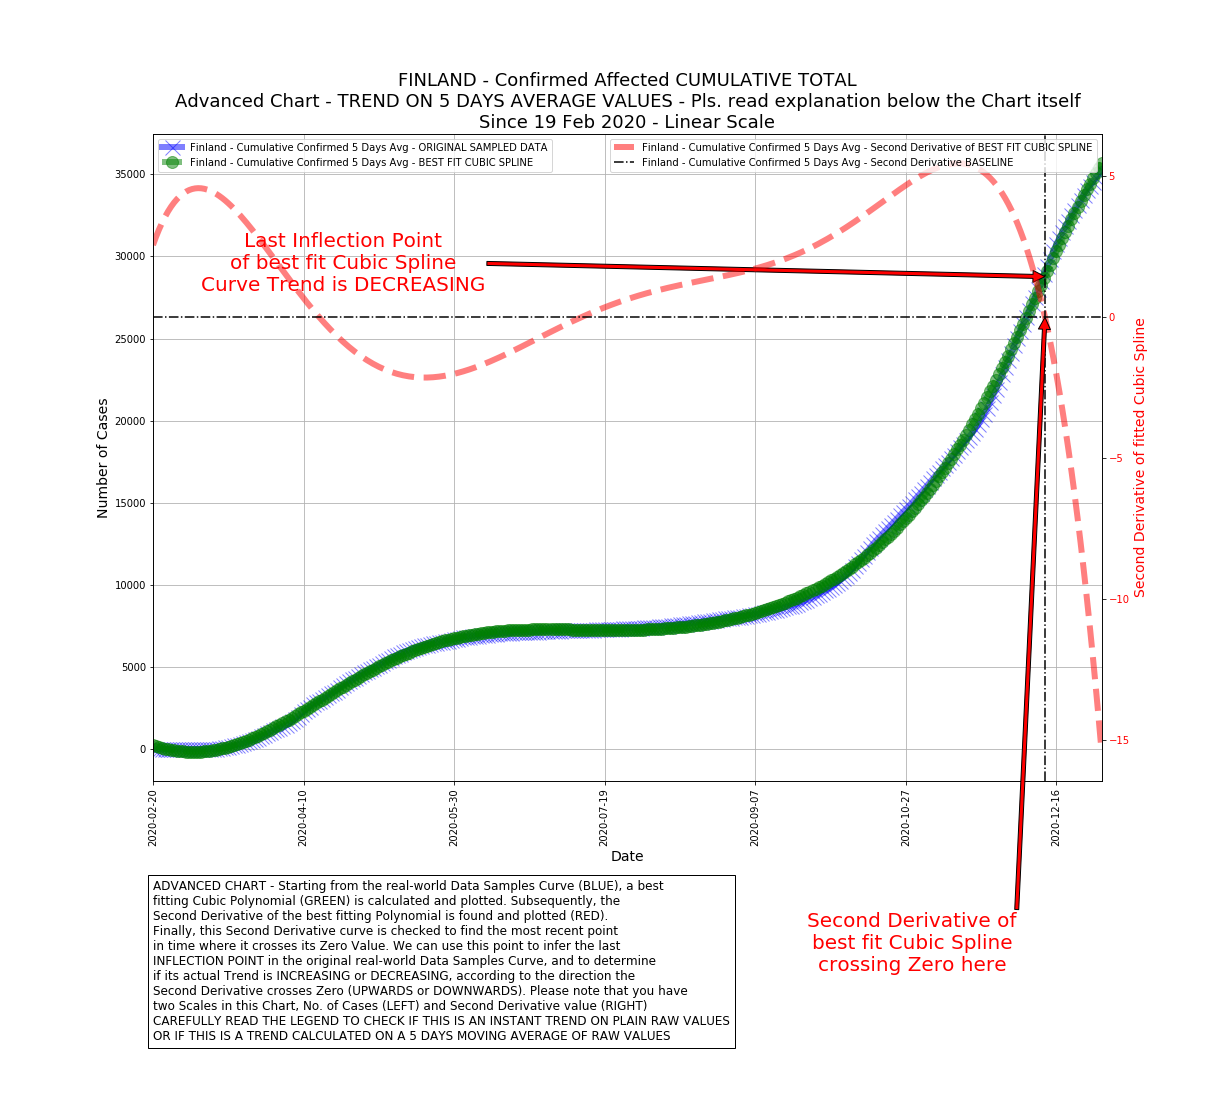 FINLAND - Confirmed Affected CUMULATIVE TOTAL
Advanced Chart - TREND ON 5 DAYS AVERAGE VALUES - Pls. read explanation below the Chart itself
Since 19 Feb 2020 - Linear Scale
Finland - Cumulative Confirmed 5 Days Avg - ORIGINAL SAMPLED DATA
Finland - Cumulative Confirmed 5 Days Avg - BEST FIT CUBIC SPLINE
Finland - Cumulative Confirmed 5 Days Avg - Second Derivative of BEST FIT CUBIC SPLINE
Finland - Cumulative Confirmed 5 Days Avg - Second Derivative BASELINE
Last Inflection Point
of best fit Cubic Spline
Curve Trend is DECREASING
Number of Cases
35000
30000
25000
20000
15000
10000
5000
0
5
0
−5
−10
−15
Second Derivative of fitted Cubic Spline
2020-02-20
2020-04-10
2020-05-30
2020-07-19
2020-09-07
2020-10-27
2020-12-16
Date
ADVANCED CHART - Starting from the real-world Data Samples Curve (BLUE), a best
fitting Cubic Polynomial (GREEN) is calculated and plotted. Subsequently, the
Second Derivative of the best fitting Polynomial is found and plotted (RED).
Finally, this Second Derivative curve is checked to find the most recent point
in time where it crosses its Zero Value. We can use this point to infer the last
INFLECTION POINT in the original real-world Data Samples Curve, and to determine
if its actual Trend is INCREASING or DECREASING, according to the direction the
Second Derivative crosses Zero (UPWARDS or DOWNWARDS). Please note that you have
two Scales in this Chart, No. of Cases (LEFT) and Second Derivative value (RIGHT)
CAREFULLY READ THE LEGEND TO CHECK IF THIS IS AN INSTANT TREND ON PLAIN RAW VALUES
OR IF THIS IS A TREND CALCULATED ON A 5 DAYS MOVING AVERAGE OF RAW VALUES
Second Derivative of
best fit Cubic Spline
crossing Zero here